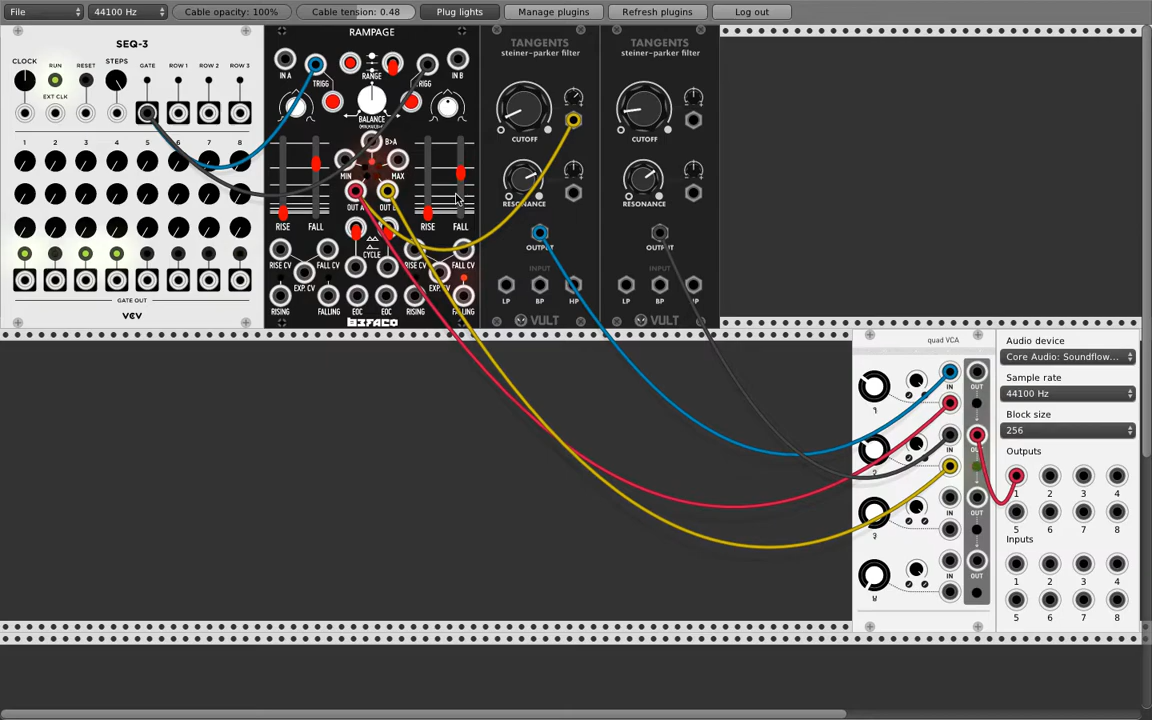 File
44100 Hz
Cable opacity: 100%
Cable tension: 0.48
Plug lights
Manage plugins
Refresh plugins
Log out
SEQ-3
CLOCK
RUN
RESET
STEPS
GATE
ROW 1
ROW 2
ROW 3
EXT CLK
1 2 3 4 5 6 7 8
GATE OUT
VCV
RAMPAGE
IN A
TRIGG
RANGE
IN B
BALANCE
B>A
MIN
MAX
OUT A
RISE
FALL
RISE
FALL
CYCLE
RISE CV
FALL CV
EXP. CV
FALL CV
RISING
FALLING
EOC
EOC
RISING
FALLING
BEFACO
TANGENTS
steiner-parker filter
CUTOFF
RESONANCE
OUTPUT
INPUT
LP
BP
HP
VULT
TANGENTS
steiner-parker filter
CUTOFF
RESONANCE
OUTPUT
INPUT
LP
BP
VULT
quad VCA
IN
OUT
IN
IN
OUT
IN
OUT
1
2
3
Audio device
Core Audio: Soundflow...
Sample rate
44100 Hz
Block size
256
Outputs
1 2 3 4
5 6 7 8
Inputs
1 2 3 4
5 6 7 8